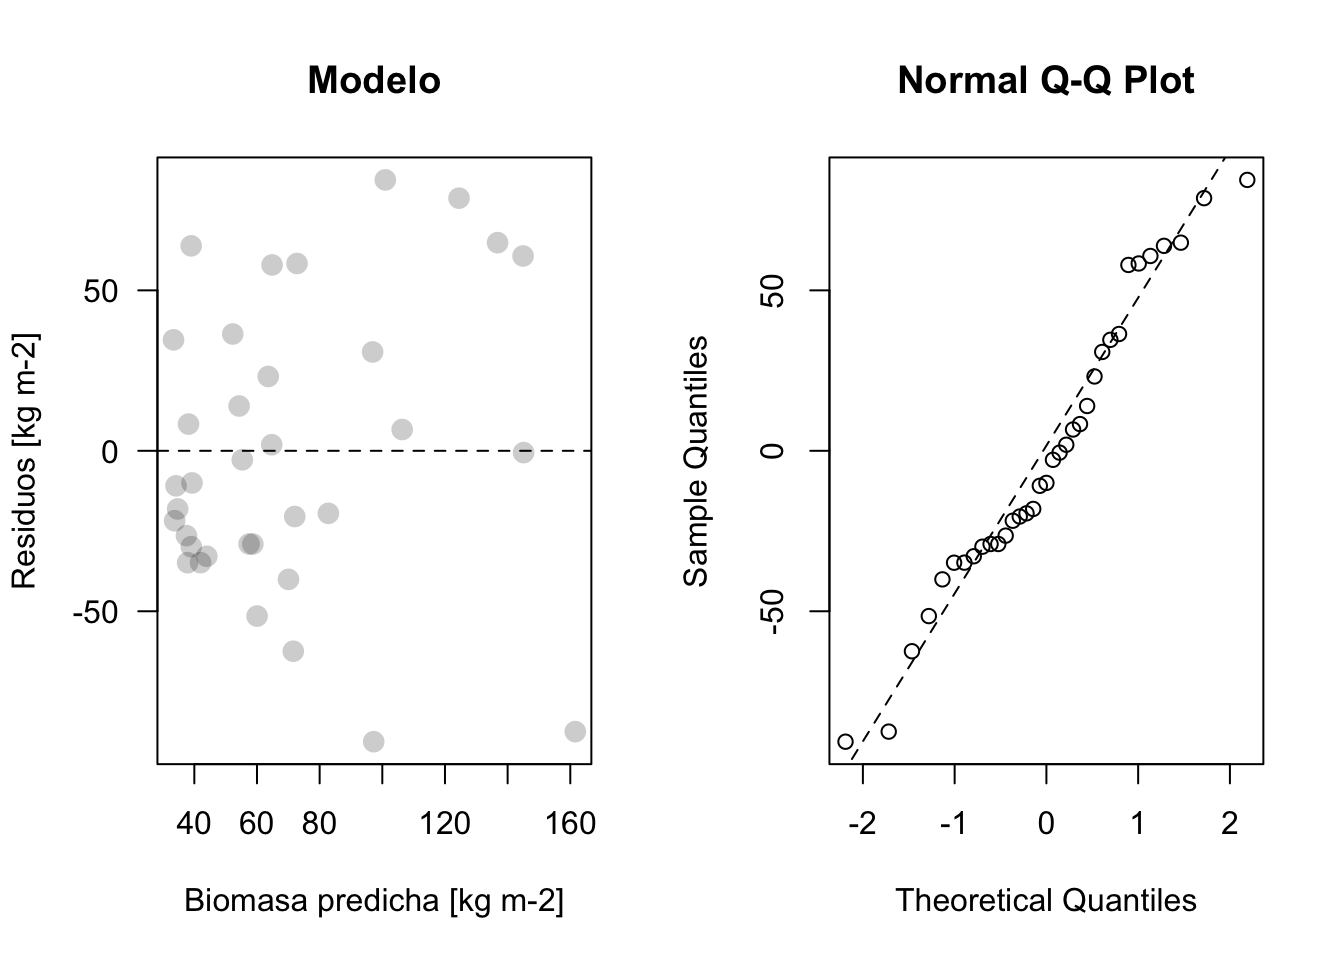 Modelo
Residuos [kg m-2]
50
0
-50
40 60 80 120 160
Biomasa predicha [kg m-2]
Normal Q-Q Plot
Sample Quantiles
50
0
-50
-2 -1 0 1 2
Theoretical Quantiles